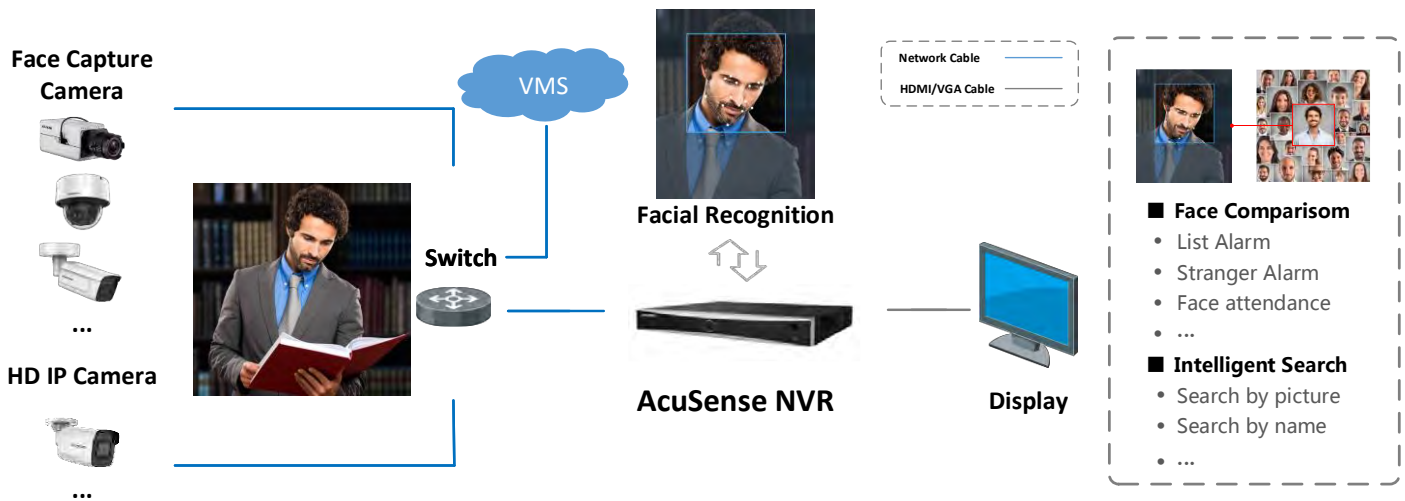 Face Capture
Camera
...
HD IP Camera
...
VMS
Switch
Facial Recognition
AcuSense NVR
Display
Network Cable
HDMI/VGA Cable
■ Face Comparisom
• List Alarm
• Stranger Alarm
• Face attendance
• ...
■ Intelligent Search
• Search by picture
• Search by name
• ...